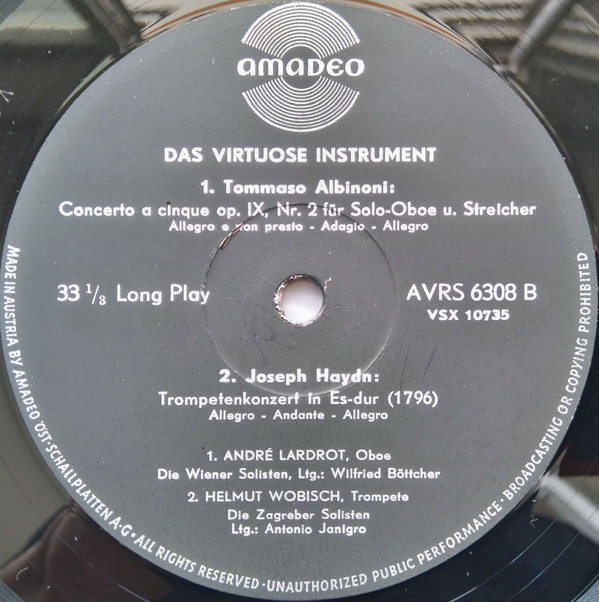 amadeo
DAS VIRTUOSE INSTRUMENT
1. Tommaso Albinoni:
Concerto a cinque op. IX, Nr. 2 für Solo-Oboe u. Streicher
Allegro e non presto - Adagio - Allegro
33 1/3 Long Play
AVRS 6308 B
VSX 10735
2. Joseph Haydn:
Trompetenkonzert in Es-dur (1796)
Allegro - Andante - Allegro
1. ANDRÉ LARDROT, Oboe
Die Wiener Solisten, Ltg.: Wilfried Böttcher
2. HELMUT WOBISCH, Trompete
Die Zagreber Solisten
Ltg.: Antonio Janigro
MADE IN AUSTRIA BY AMADEO ÖST. SCHALLPLATTEN A·G · ALL RIGHTS RESERVED · UNAUTHORIZED PUBLIC PERFORMANCE · BROADCASTING OR COPYING PROHIBITED